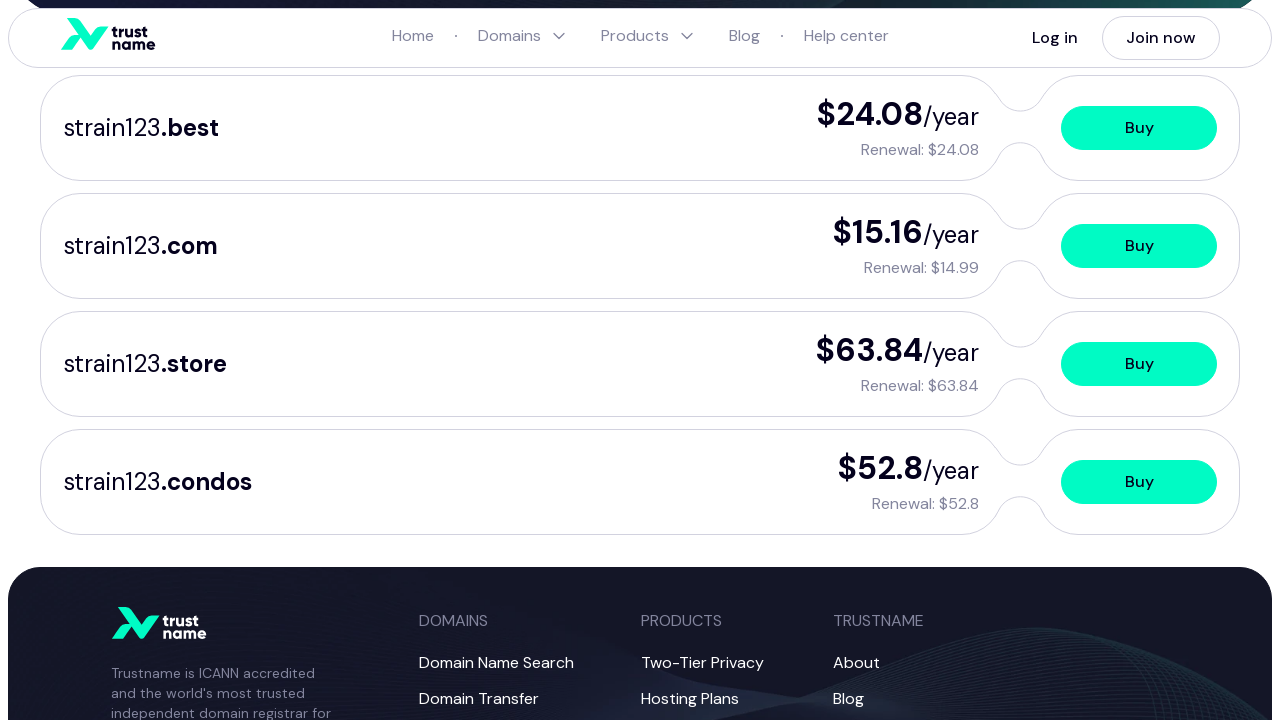 trust
name
Home · Domains Products Blog · Help center
Log in
Join now
strain123.best
$24.08/year
Renewal: $24.08
Buy
strain123.com
$15.16/year
Renewal: $14.99
Buy
strain123.store
$63.84/year
Renewal: $63.84
Buy
strain123.condos
$52.8/year
Renewal: $52.8
Buy
trust
name
Trustname is ICANN accredited
and the world's most trusted
independent domain registrar for
DOMAINS
Domain Name Search
Domain Transfer
PRODUCTS
Two-Tier Privacy
Hosting Plans
TRUSTNAME
About
Blog